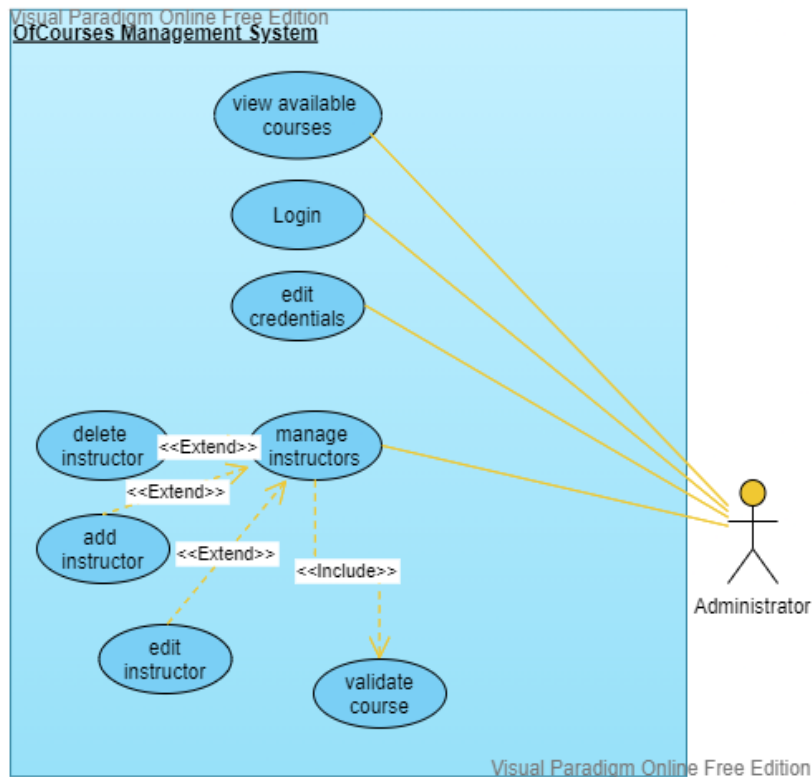 Visual Paradigm Online Free Edition
OfCourses Management System
view available
courses
Login
edit
credentials
delete
instructor
<<Extend>>
manage
instructors
<<Extend>>
add
instructor
<<Extend>>
<<Include>>
Administrator
edit
instructor
validate
course
Visual Paradigm Online Free Edition